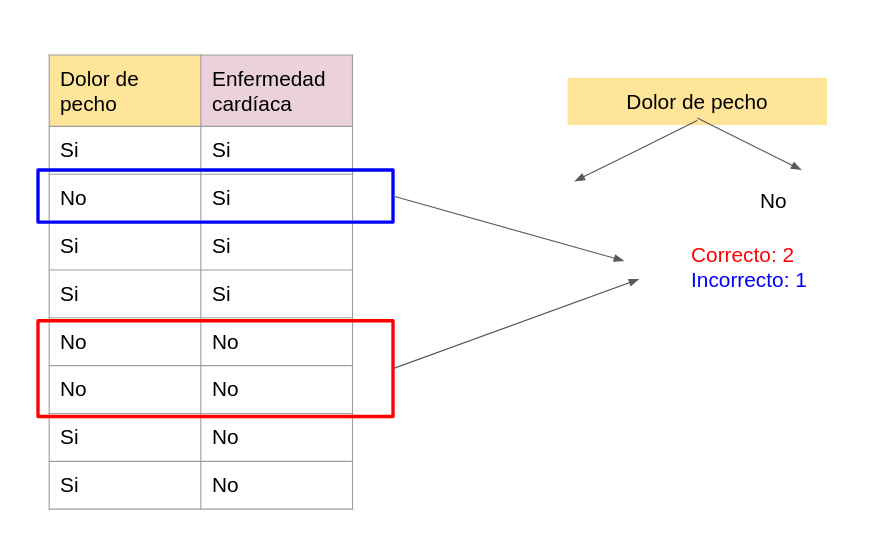 Dolor de
pecho
Enfermedad
cardíaca
Si
Si
No
Si
Si
Si
Si
Si
No
No
No
No
Si
No
Si
No
Dolor de pecho
No
Correcto: 2
Incorrecto: 1